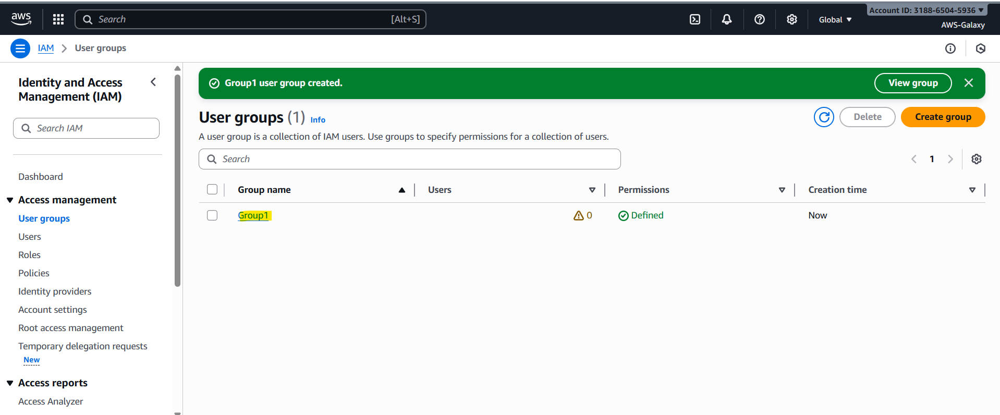 aws
Search
[Alt+S]
Global
Account ID: 3188-6504-5936
AWS-Galaxy
IAM
User groups
Identity and Access
Management (IAM)
Search IAM
Dashboard
Access management
User groups
Users
Roles
Policies
Identity providers
Account settings
Root access management
Temporary delegation requests
New
Access reports
Access Analyzer
Group1 user group created.
View group
User groups (1) Info
Delete
Create group
A user group is a collection of IAM users. Use groups to specify permissions for a collection of users.
Search
1
Group name
Users
Permissions
Creation time
Group1
0
Defined
Now